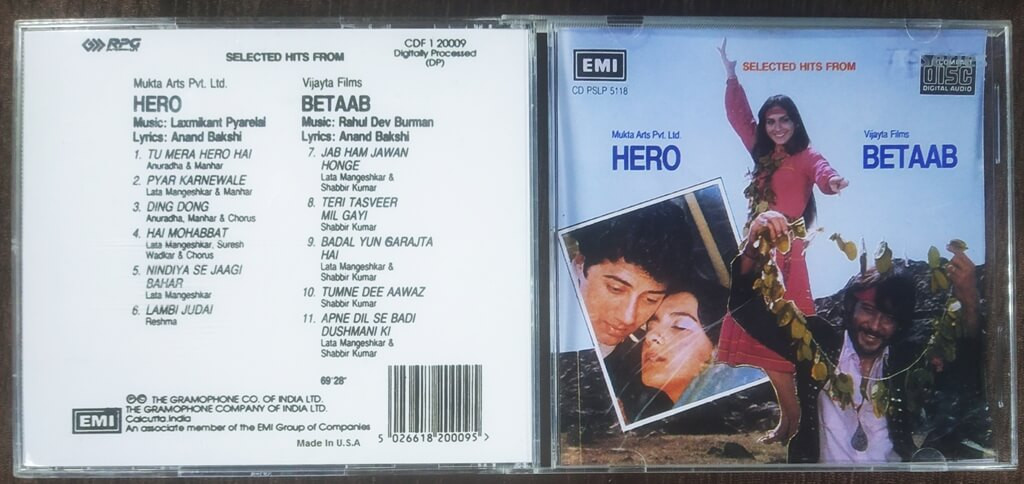 RPG
SELECTED HITS FROM
CDF 1 20009
Digitally Processed
(DP)
Mukta Arts Pvt. Ltd.
HERO
Music: Laxmikant Pyarelal
Lyrics: Anand Bakshi
1. TU MERA HERO HAI
Anuradha & Manhar
2. PYAR KARNEWALE
Lata Mangeshkar & Manhar
3. DING DONG
Anuradha, Manhar & Chorus
4. HAI MOHABBAT
Lata Mangeshkar, Suresh
Wadkar & Chorus
5. NINDIYA SE JAAGI
BAHAR
Lata Mangeshkar
6. LAMBI JUDAI
Reshma
Vijayta Films
BETAAB
Music: Rahul Dev Burman
Lyrics: Anand Bakshi
7. JAB HAM JAWAN
HONGE
Lata Mangeshkar &
Shabbir Kumar
8. TERI TASVEER
MIL GAYI
Shabbir Kumar
9. BADAL YUN GARAJTA
HAI
Lata Mangeshkar &
Shabbir Kumar
10. TUMNE DEE AAWAZ
Shabbir Kumar
11. APNE DIL SE BADI
DUSHMANI KI
Lata Mangeshkar &
Shabbir Kumar
69'28"
EMI
℗© THE GRAMOPHONE CO. OF INDIA LTD.
THE GRAMOPHONE COMPANY OF INDIA LTD.
Calcutta.India
An associate member of the EMI Group of Companies
Made in U.S.A
5 026618 200095 >
EMI
CD PSLP 5118
SELECTED HITS FROM
COMPACT
disc
DIGITAL AUDIO
Mukta Arts Pvt. Ltd.
HERO
Vijayta Films
BETAAB